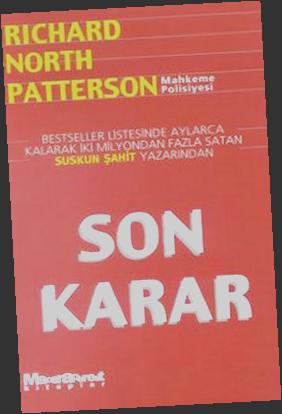 RICHARD
NORTH
PATTERSON Mahkeme
Polisiyesi
BESTSELLER LİSTESİNDE AYLARCA
KALARAK İKİ MİLYONDAN FAZLA SATAN
SUSKUN ŞAHİT YAZARINDAN
SON
KARAR
kitaplar